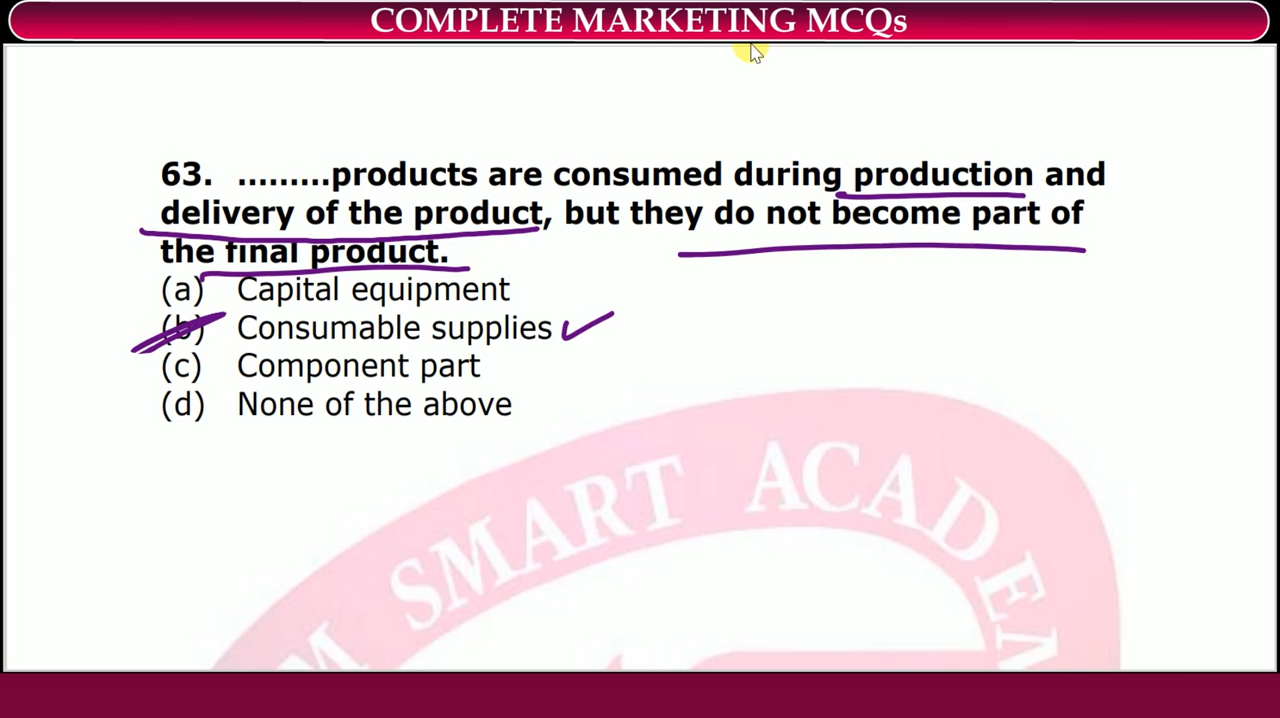 COMPLETE MARKETING MCQs
63. .........products are consumed during production and
delivery of the product, but they do not become part of
the final product.
(a) Capital equipment
(b) Consumable supplies
(c) Component part
(d) None of the above
SMART ACADEM